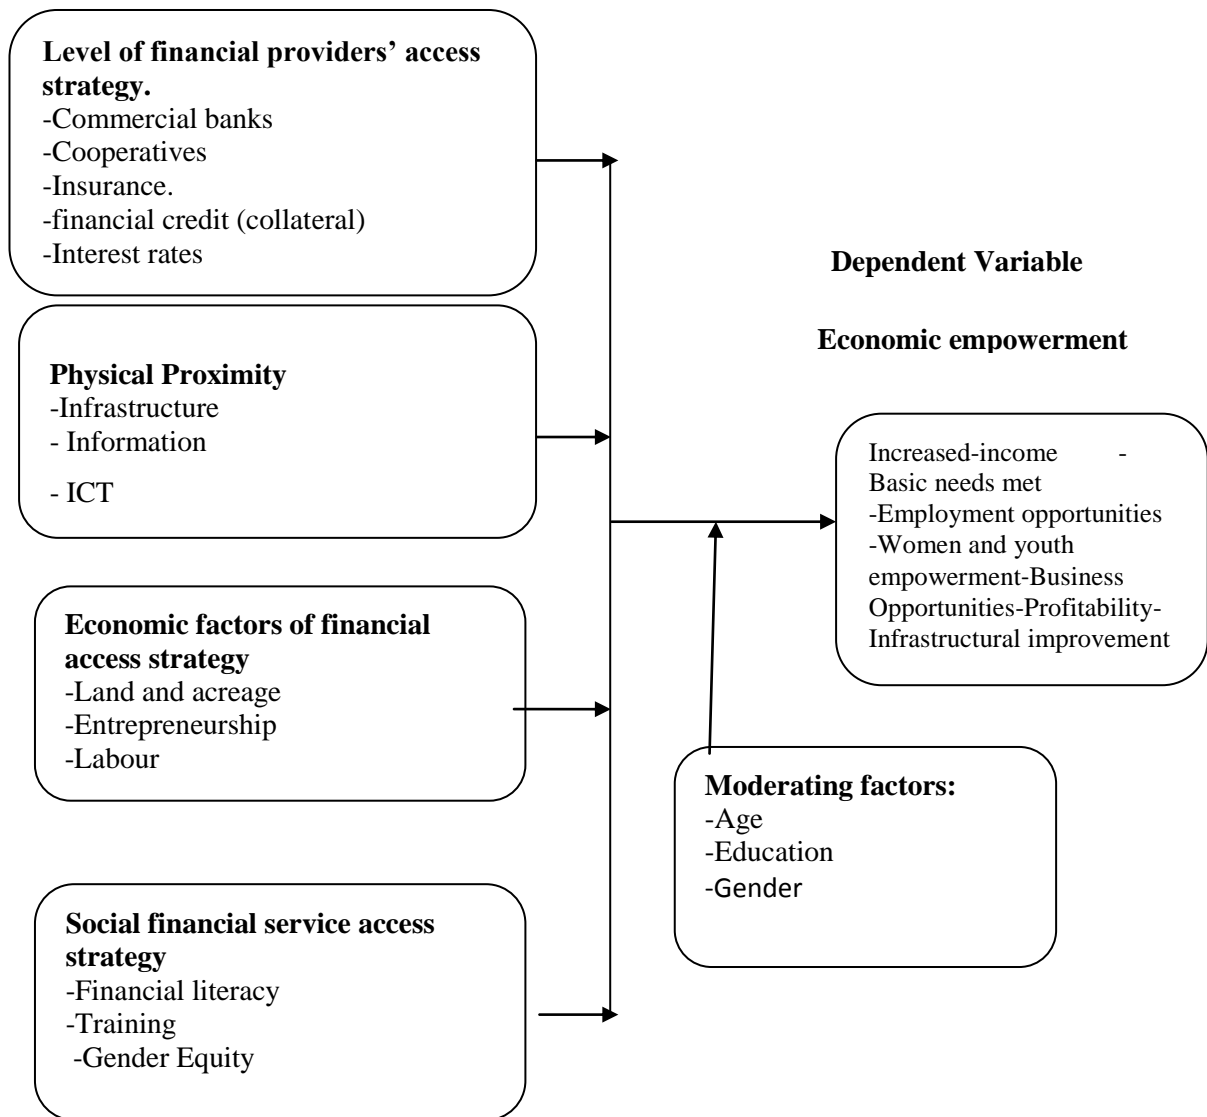 Level of financial providers’ access
strategy.
-Commercial banks
-Cooperatives
-Insurance.
-financial credit (collateral)
-Interest rates
Physical Proximity
-Infrastructure
- Information
- ICT
Economic factors of financial
access strategy
-Land and acreage
-Entrepreneurship
-Labour
Social financial service access
strategy
-Financial literacy
-Training
-Gender Equity
Dependent Variable
Economic empowerment
Increased-income -
Basic needs met
-Employment opportunities
-Women and youth
empowerment-Business
Opportunities-Profitability-
Infrastructural improvement
Moderating factors:
-Age
-Education
-Gender